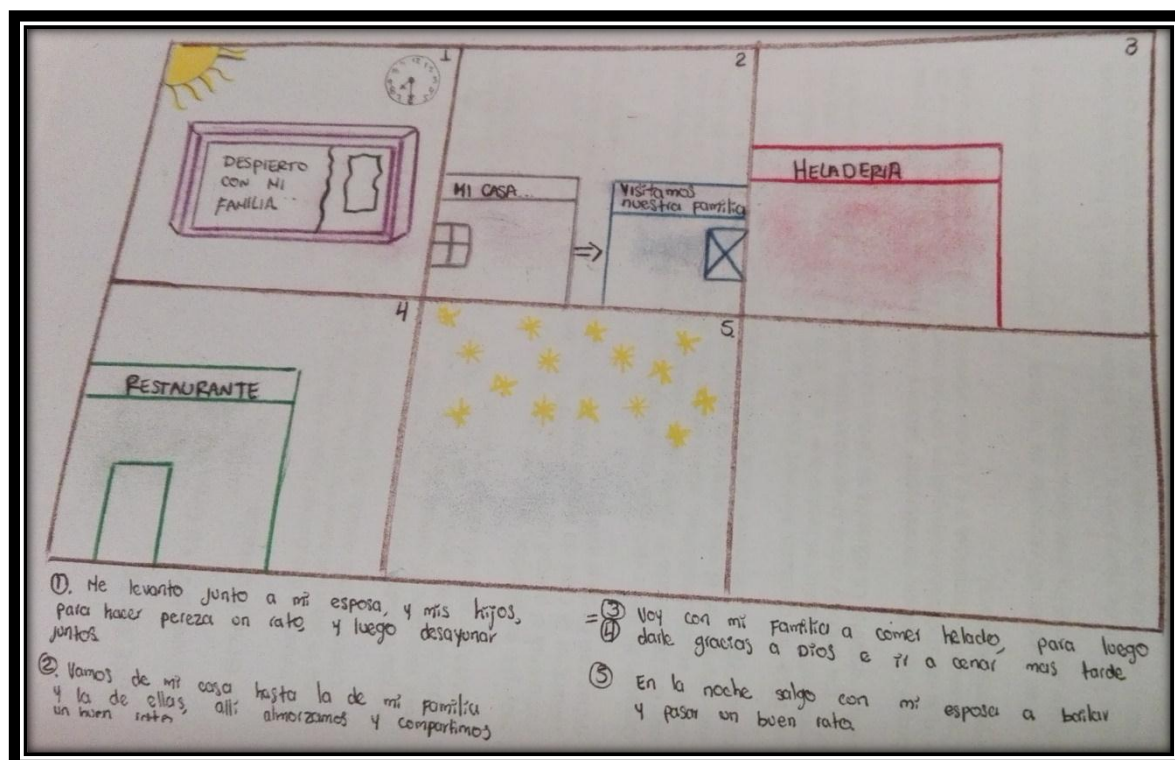 1
2
3
DESPIERTO
CON MI
FAMILIA
MI CASA...
Visitamos
nuestra familia
HELADERIA
4
5
RESTAURANTE
①. Me levanto junto a mi esposa, y mis hijos,
para hacer pereza un rato, y luego desayunar
juntos
②. Vamos de mi casa hasta la de mi familia
y la de ellas, allí almorzamos y compartimos
un buen rato
= ③ Voy con mi Familia a comer helado, para luego
④ darle gracias a Dios e ir a cenar mas tarde
⑤ En la noche salgo con mi esposa a bailar
y pasar un buen rato